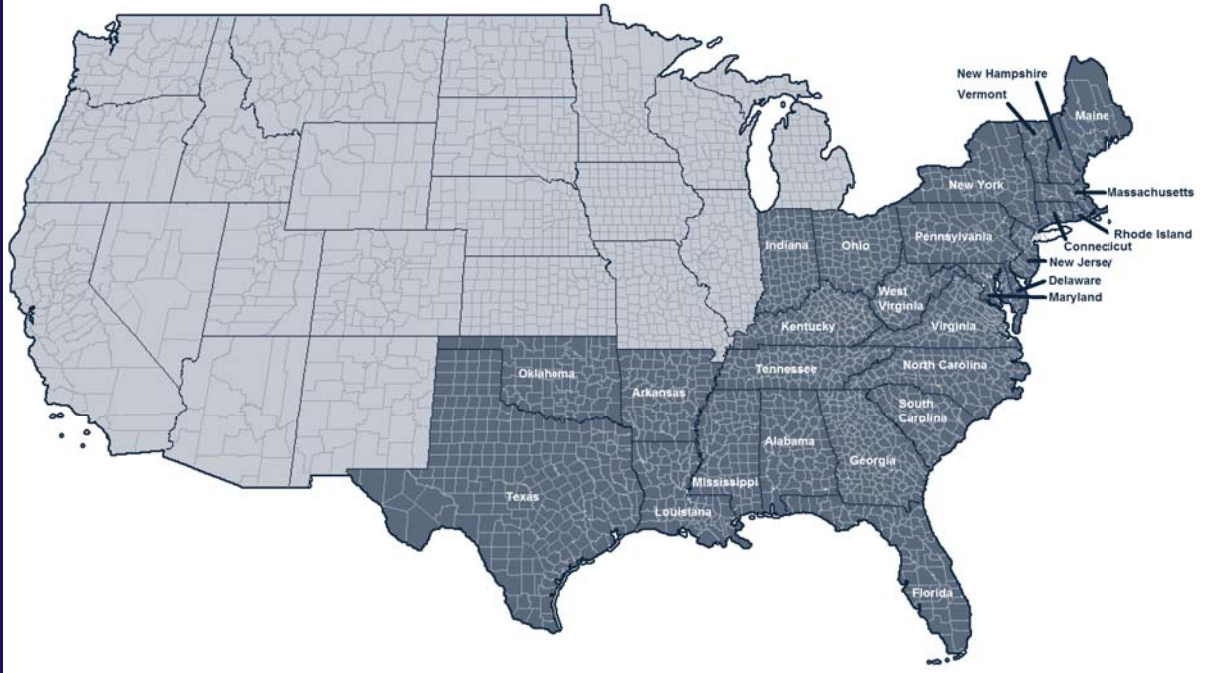 New Hampshire
Vermont
Maine
New York
Massachusetts
Rhode Island
Connecticut
Pennsylvania
New Jersey
Indiana
Ohio
Delaware
Maryland
West
Virginia
Kentucky
Virginia
Tennessee
North Carolina
Oklahoma
Arkansas
South
Carolina
Alabama
Georgia
Mississippi
Texas
Louisiana
Florida